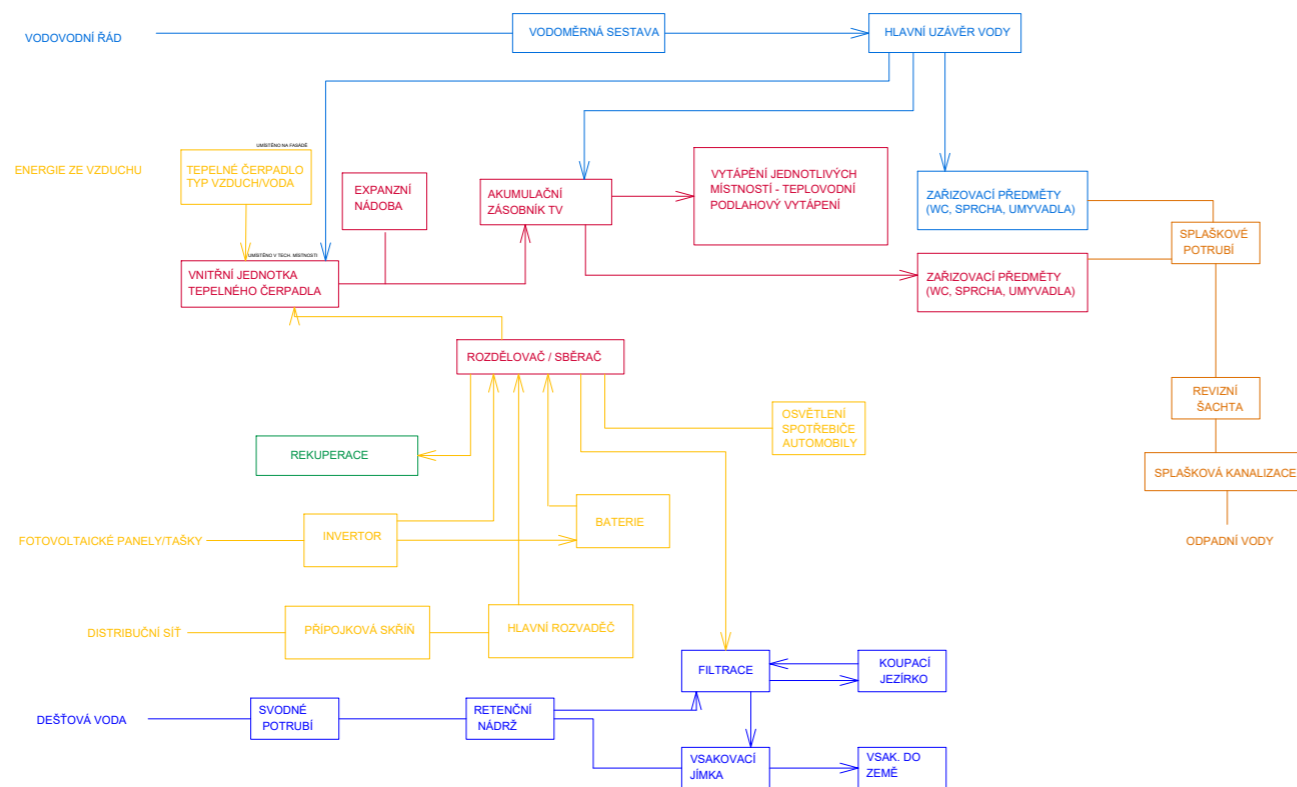 VODOVODNÍ ŘÁD
VODOMĚRNÁ SESTAVA
HLAVNÍ UZÁVĚR VODY
ENERGIE ZE VZDUCHU
UMÍSTĚNO NA FASÁDĚ
TEPELNÉ ČERPADLO
TYP VZDUCH/VODA
EXPANZNÍ
NÁDOBA
AKUMULAČNÍ
ZÁSOBNÍK TV
VYTÁPĚNÍ JEDNOTLIVÝCH
MÍSTNOSTÍ - TEPLOVODNÍ
PODLAHOVÝ VYTÁPENÍ
ZAŘIZOVACÍ PŘEDMĚTY
(WC, SPRCHA, UMYVADLA)
SPLAŠKOVÉ
POTRUBÍ
UMÍSTĚNO V TECH. MÍSTNOSTI
VNITŘNÍ JEDNOTKA
TEPELNÉHO ČERPADLA
ZAŘIZOVACÍ PŘEDMĚTY
(WC, SPRCHA, UMYVADLA)
ROZDĚLOVAČ / SBĚRAČ
REVIZNÍ
ŠACHTA
OSVĚTLENÍ
SPOTŘEBIČE
AUTOMOBILY
REKUPERACE
SPLAŠKOVÁ KANALIZACE
FOTOVOLTAICKÉ PANELY/TAŠKY
INVERTOR
BATERIE
ODPADNÍ VODY
DISTRIBUČNÍ SÍŤ
PŘÍPOJKOVÁ SKŘÍŇ
HLAVNÍ ROZVADĚČ
FILTRACE
KOUPACÍ
JEZÍRKO
DEŠŤOVÁ VODA
SVODNÉ
POTRUBÍ
RETENČNÍ
NÁDRŽ
VSAKOVACÍ
JÍMKA
VSAK. DO
ZEMĚ